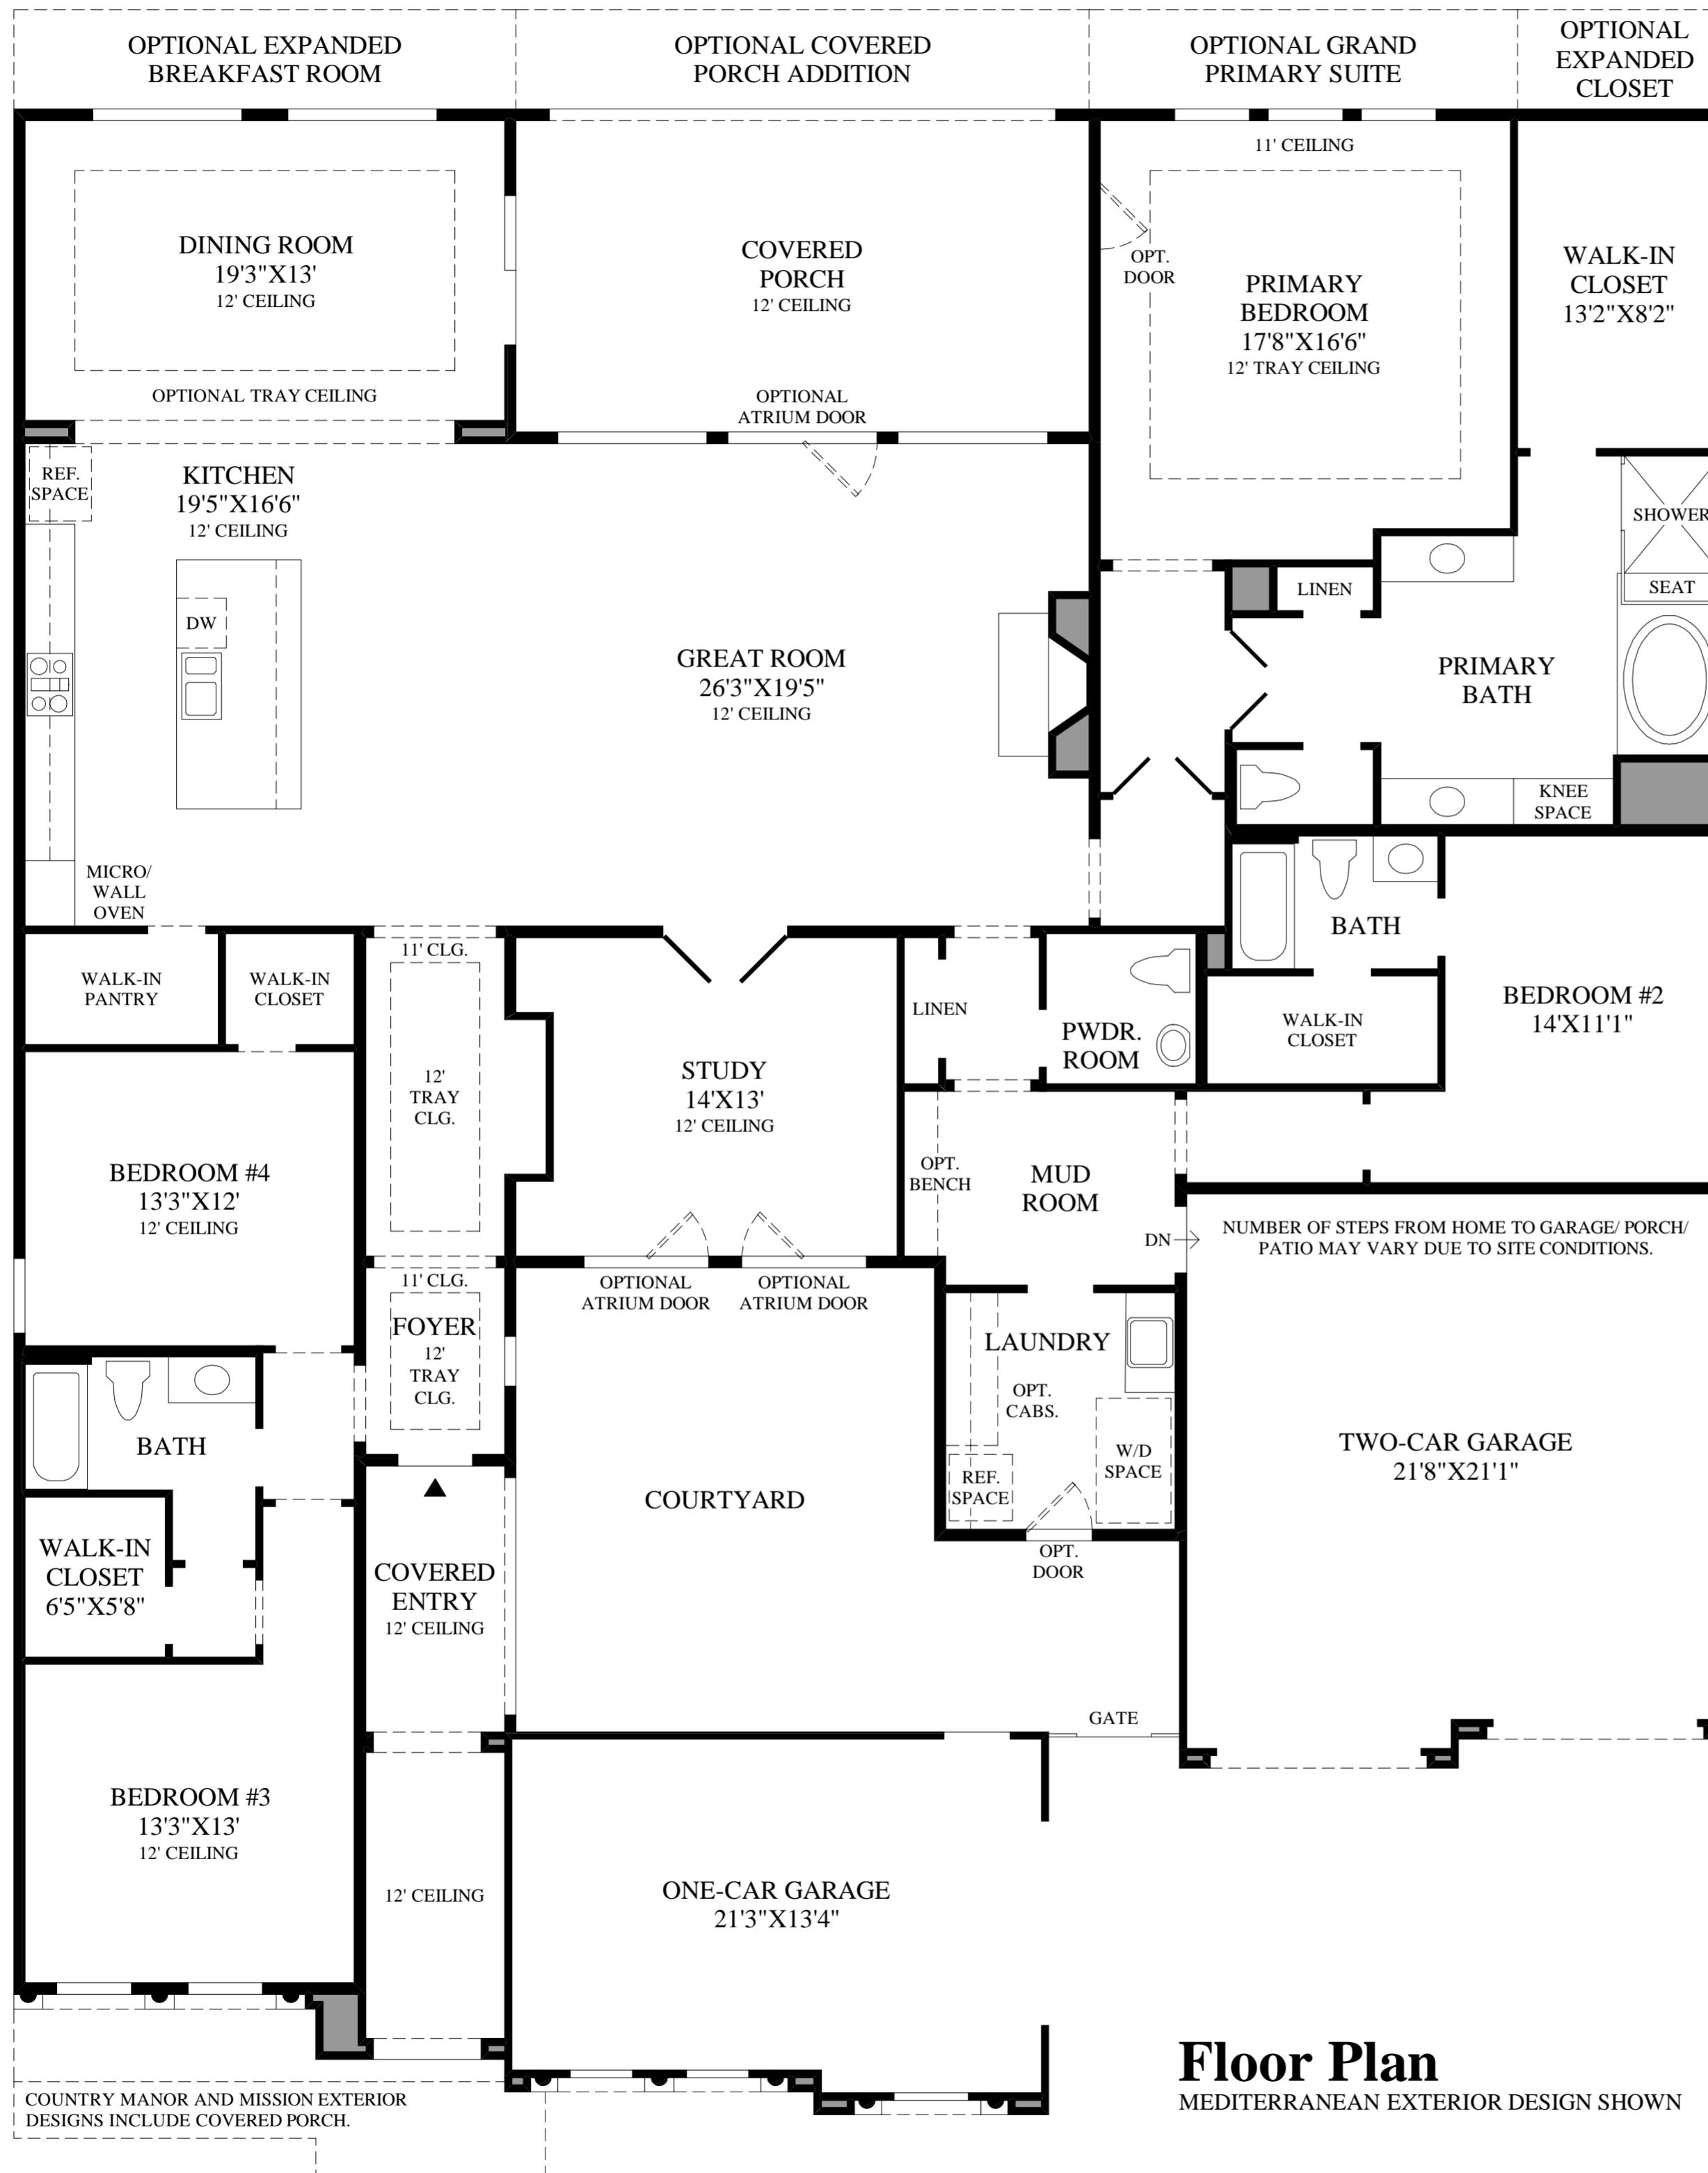 OPTIONAL EXPANDED
BREAKFAST ROOM
OPTIONAL COVERED
PORCH ADDITION
OPTIONAL GRAND
PRIMARY SUITE
OPTIONAL
EXPANDED
CLOSET
11' CEILING
DINING ROOM
19'3"X13'
12' CEILING
OPTIONAL TRAY CEILING
COVERED
PORCH
12' CEILING
OPTIONAL
ATRIUM DOOR
OPT.
DOOR
PRIMARY
BEDROOM
17'8"X16'6"
12' TRAY CEILING
WALK-IN
CLOSET
13'2"X8'2"
REF.
SPACE
KITCHEN
19'5"X16'6"
12' CEILING
DW
GREAT ROOM
26'3"X19'5"
12' CEILING
SHOWER
SEAT
LINEN
PRIMARY
BATH
KNEE
SPACE
MICRO/
WALL
OVEN
WALK-IN
PANTRY
WALK-IN
CLOSET
11' CLG.
12'
TRAY
CLG.
STUDY
14'X13'
12' CEILING
LINEN
PWDR.
ROOM
BATH
WALK-IN
CLOSET
BEDROOM #2
14'X11'1"
BEDROOM #4
13'3"X12'
12' CEILING
OPT.
BENCH
MUD
ROOM
DN
NUMBER OF STEPS FROM HOME TO GARAGE/ PORCH/
PATIO MAY VARY DUE TO SITE CONDITIONS.
11' CLG.
FOYER
12'
TRAY
CLG.
OPTIONAL
ATRIUM DOOR
OPTIONAL
ATRIUM DOOR
LAUNDRY
OPT.
CABS.
W/D
SPACE
REF.
SPACE
OPT.
DOOR
TWO-CAR GARAGE
21'8"X21'1"
BATH
COURTYARD
WALK-IN
CLOSET
6'5"X5'8"
COVERED
ENTRY
12' CEILING
GATE
BEDROOM #3
13'3"X13'
12' CEILING
12' CEILING
ONE-CAR GARAGE
21'3"X13'4"
Floor Plan
MEDITERRANEAN EXTERIOR DESIGN SHOWN
COUNTRY MANOR AND MISSION EXTERIOR
DESIGNS INCLUDE COVERED PORCH.